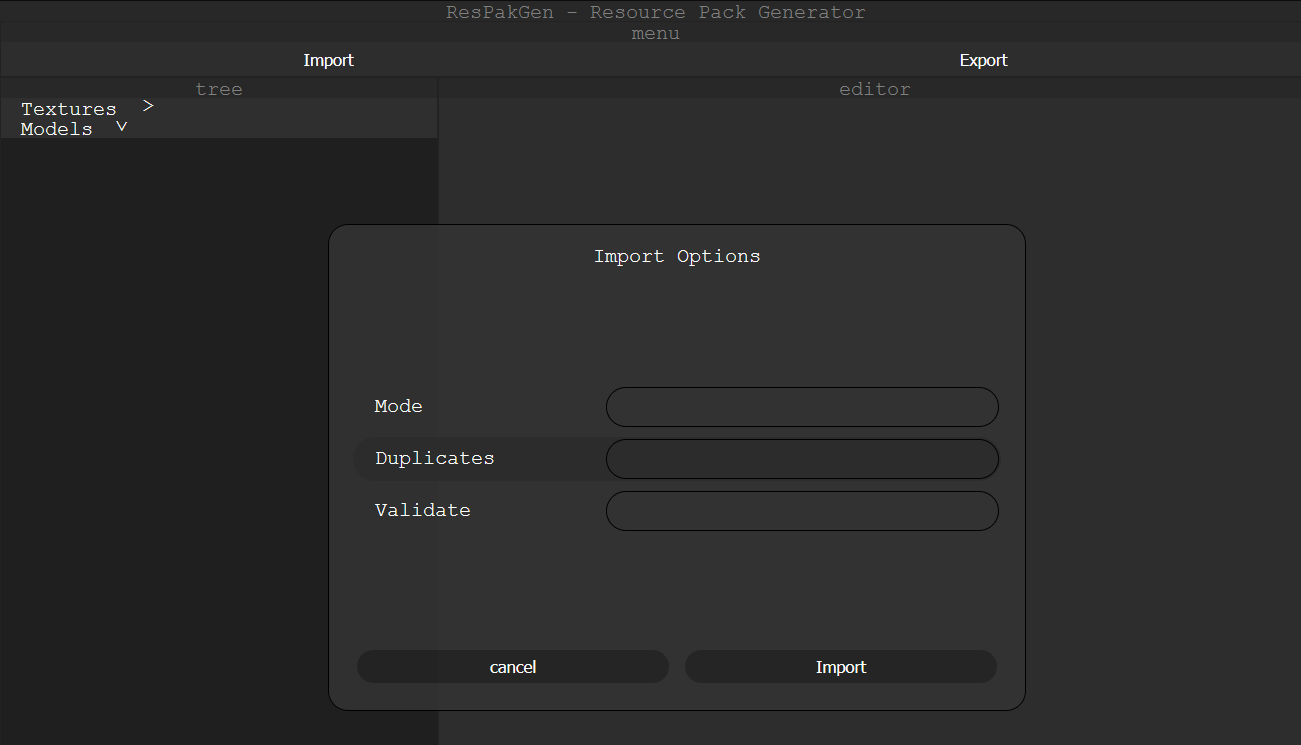 ResPakGen - Resource Pack Generator
menu
Import Export
tree editor
Textures >
Models v
Import Options
Mode
Duplicates
Validate
cancel Import